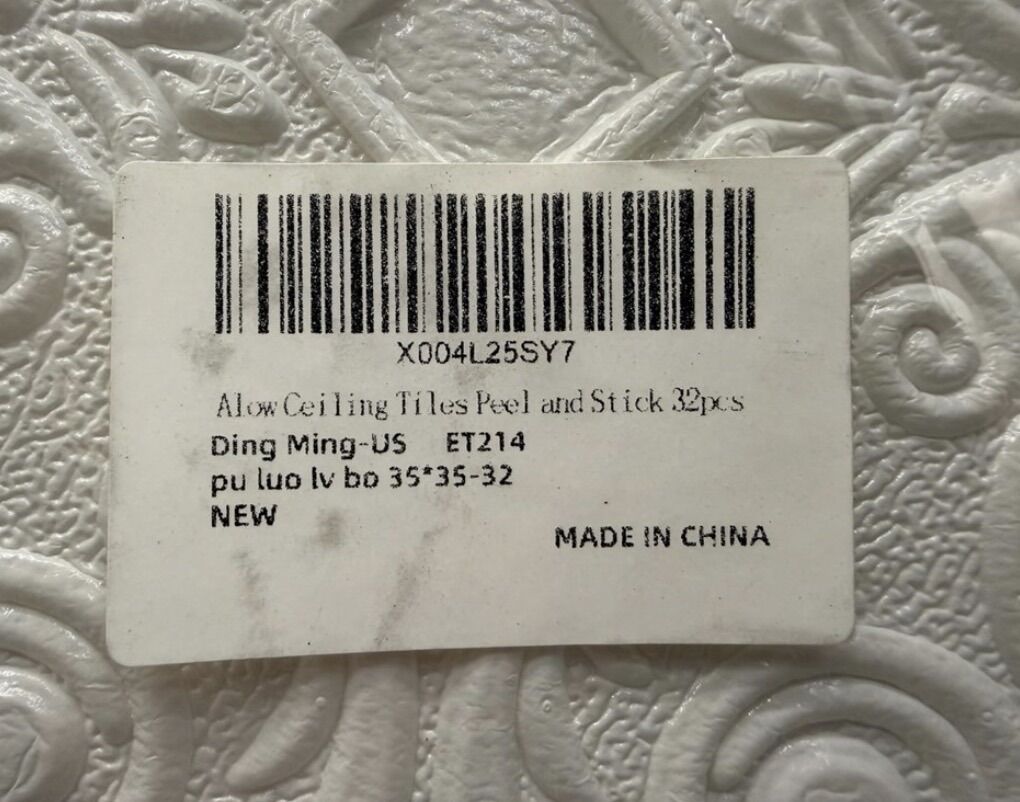 X004L25SY7
Alow Ceiling Tiles Peel and Stick 32pcs
Ding Ming-US ET214
pu luo lv bo 35*35-32
NEW
MADE IN CHINA